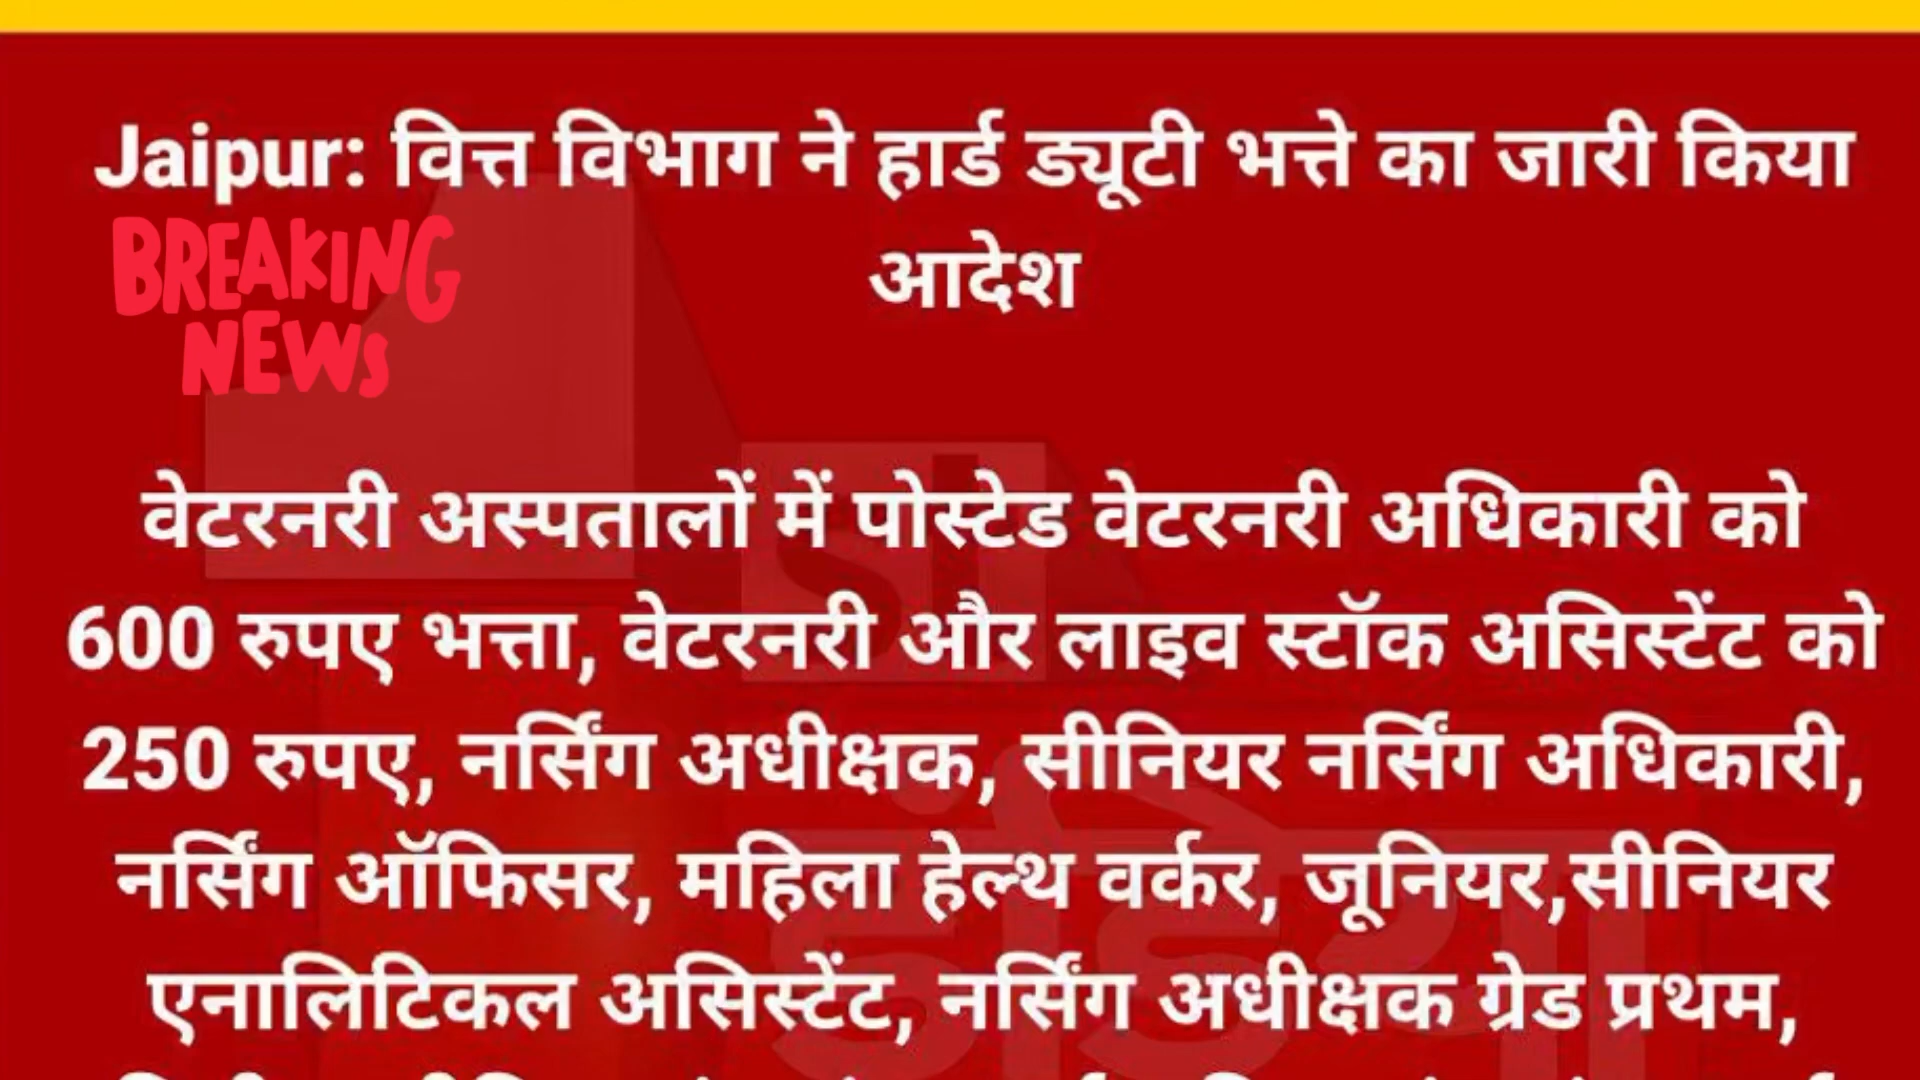 Jaipur: वित्त विभाग ने हार्ड ड्यूटी भत्ते का जारी किया
आदेश
BREAKING
NEWS
वेटरनरी अस्पतालों में पोस्टेड वेटरनरी अधिकारी को
600 रुपए भत्ता, वेटरनरी और लाइव स्टॉक असिस्टेंट को
250 रुपए, नर्सिंग अधीक्षक, सीनियर नर्सिंग अधिकारी,
नर्सिंग ऑफिसर, महिला हेल्थ वर्कर, जूनियर,सीनियर
एनालिटिकल असिस्टेंट, नर्सिंग अधीक्षक ग्रेड प्रथम,
इंडिया